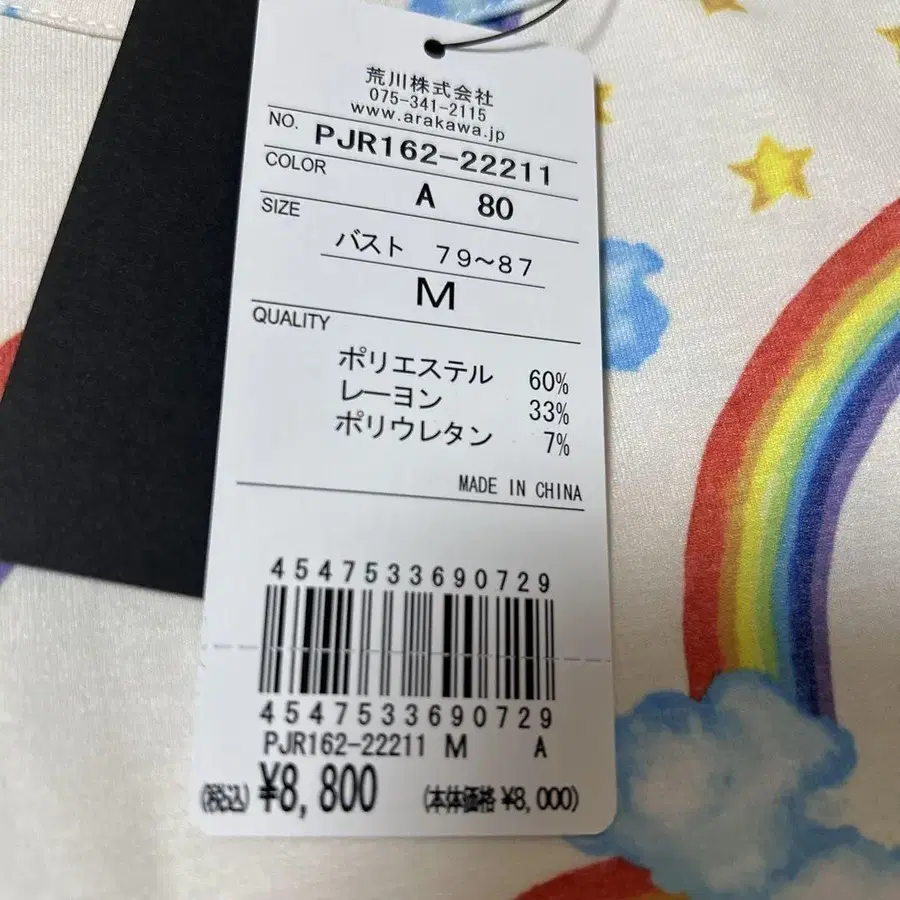 荒川株式会社
075-341-2115
www.arakawa.jp
NO. PJR162-22211
COLOR
A 80
SIZE
バスト 79~87
M
QUALITY
ポリエステル 60%
レーヨン 33%
ポリウレタン 7%
MADE IN CHINA
4547533690729
4547533690729
PJR162-22211 M A
(税込) ¥8,800 (本体価格 ¥8,000)